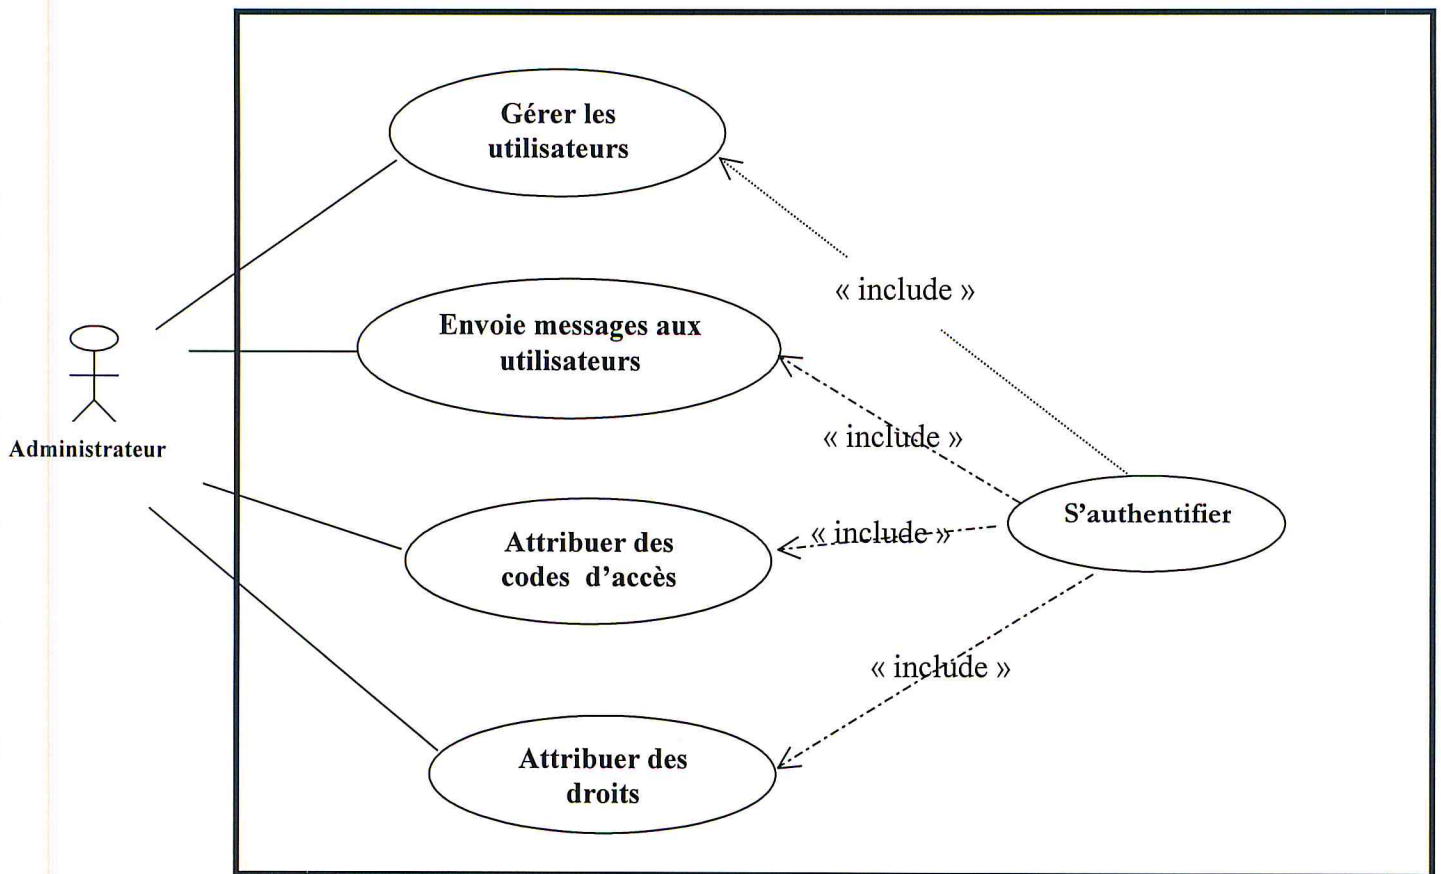 Gérer les
utilisateurs
« include »
Envoie messages aux
utilisateurs
« include »
Administrateur
S'authentifier
« include »
Attribuer des
codes d'accès
« include »
Attribuer des
droits